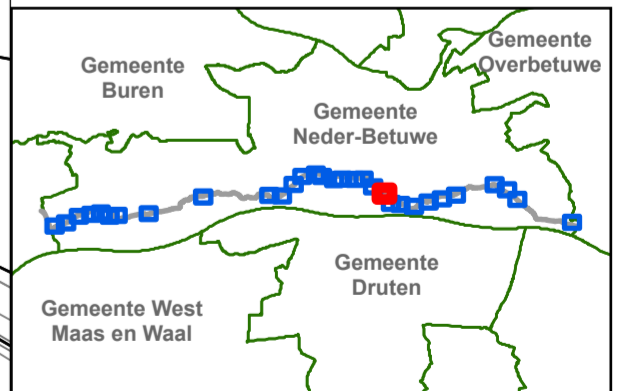 Gemeente
Overbetuwe
Gemeente
Buren
Gemeente
Neder-Betuwe
Gemeente
Druten
Gemeente West
Maas en Waal